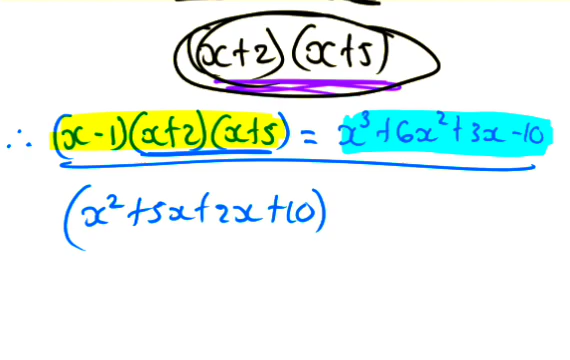 (x+2)(x+5)
∴ (x-1)(x+2)(x+5) = x³+6x²+3x-10
(x²+5x+2x+10)